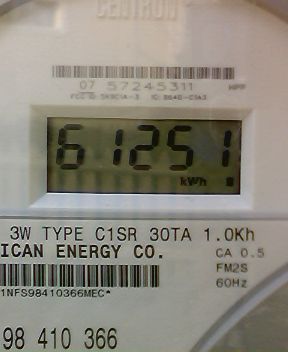 CENTRON
07 57245311
61251
kWh
3W TYPE C1SR 30TA 1.0Kh
ICAN ENERGY CO.
CA 0.5
FM2S
60Hz
1NFS98410366MEC*
98 410 366